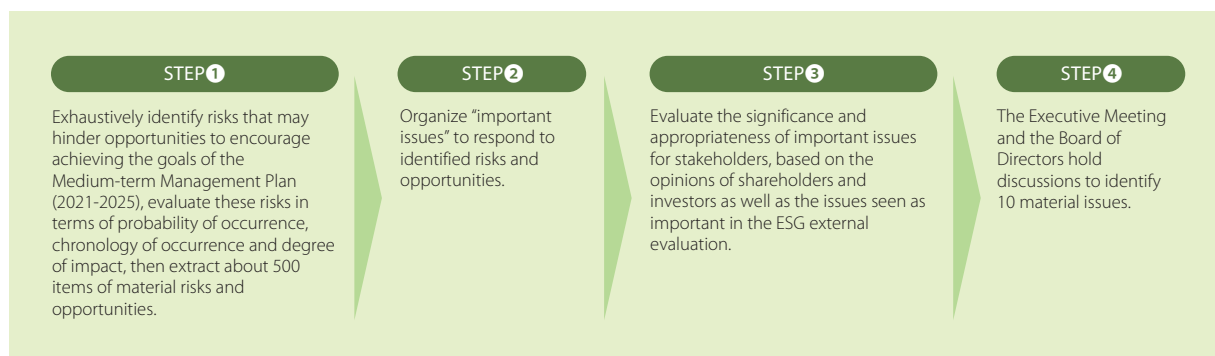 STEP❶
Exhaustively identify risks that may
hinder opportunities to encourage
achieving the goals of the
Medium-term Management Plan
(2021-2025), evaluate these risks in
terms of probability of occurrence,
chronology of occurrence and degree
of impact, then extract about 500
items of material risks and
opportunities.
STEP❷
Organize “important
issues” to respond to
identified risks and
opportunities.
STEP❸
Evaluate the significance and
appropriateness of important issues
for stakeholders, based on the
opinions of shareholders and
investors as well as the issues seen as
important in the ESG external
evaluation.
STEP❹
The Executive Meeting
and the Board of
Directors hold
discussions to identify
10 material issues.